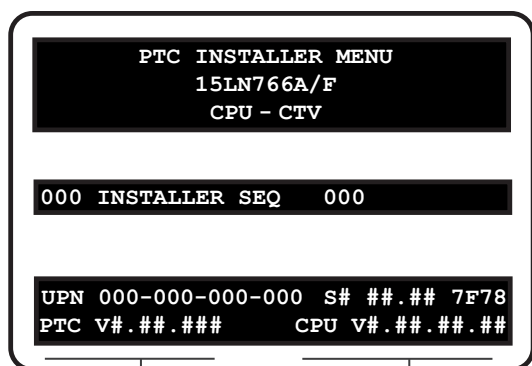 PTC INSTALLER MENU
15LN766A/F
CPU – CTV
000 INSTALLER SEQ 000
UPN 000-000-000-000 S# ##.## 7F78
PTC V#.##.### CPU V#.##.##.##